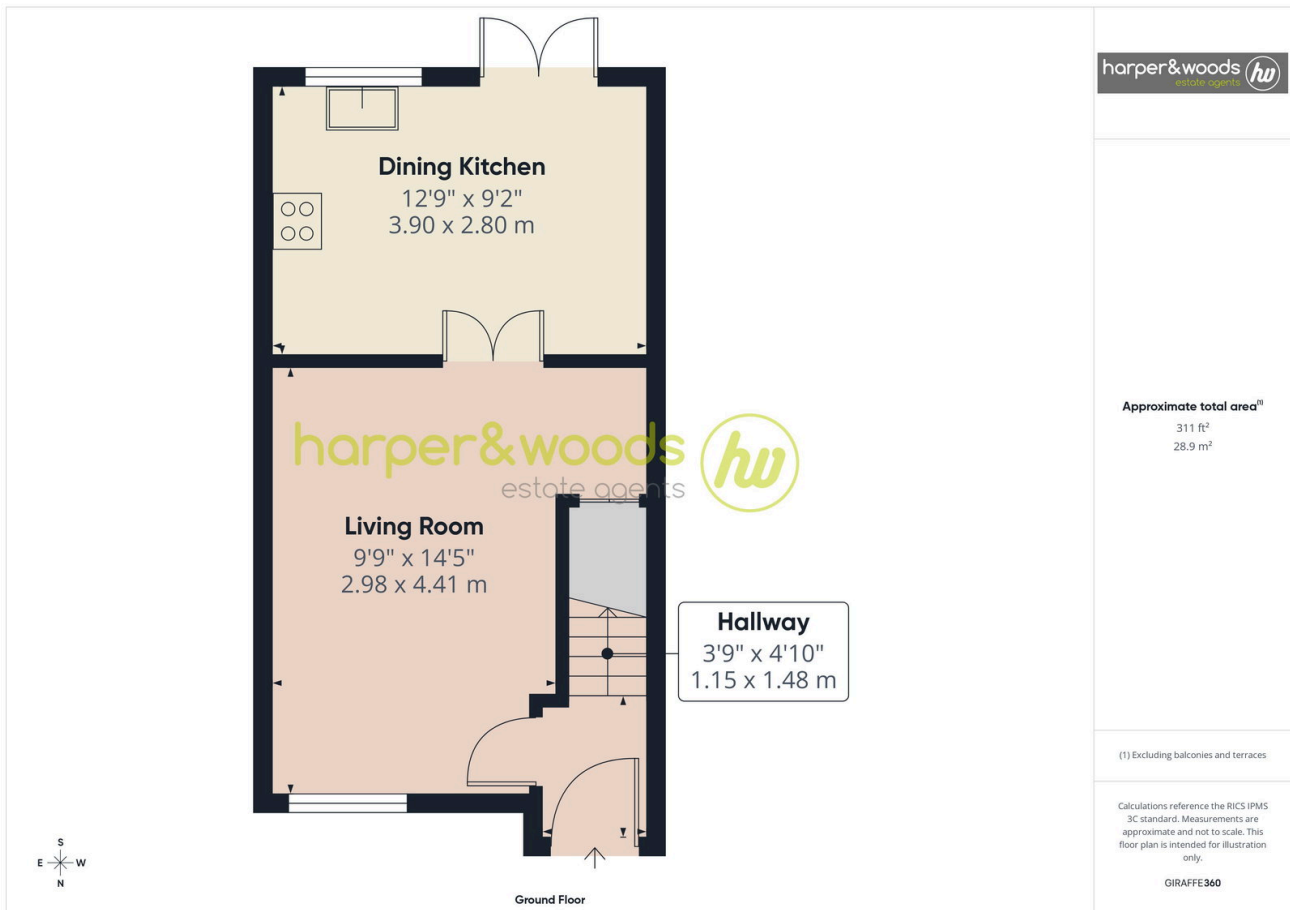 harper&woods hw
estate agents
Dining Kitchen
12'9" x 9'2"
3.90 x 2.80 m
harper&woods hw
estate agents
Living Room
9'9" x 14'5"
2.98 x 4.41 m
Hallway
3'9" x 4'10"
1.15 x 1.48 m
Approximate total area(1)
311 ft²
28.9 m²
(1) Excluding balconies and terraces
Calculations reference the RICS IPMS
3C standard. Measurements are
approximate and not to scale. This
floor plan is intended for illustration
only.
GIRAFFE360
S
E W
N
Ground Floor